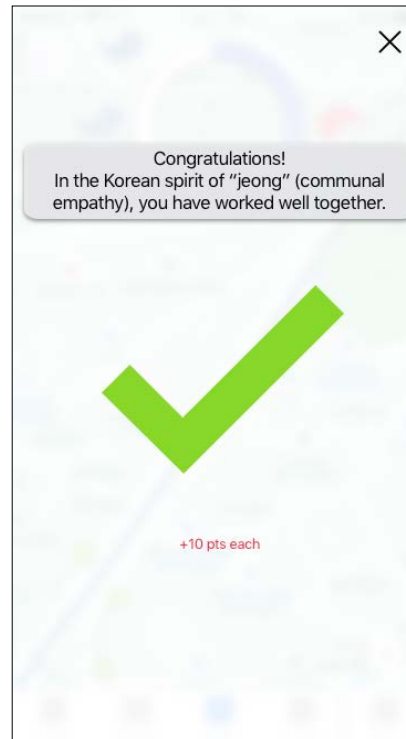 Congratulations!
In the Korean spirit of “jeong” (communal
empathy), you have worked well together.
+10 pts each